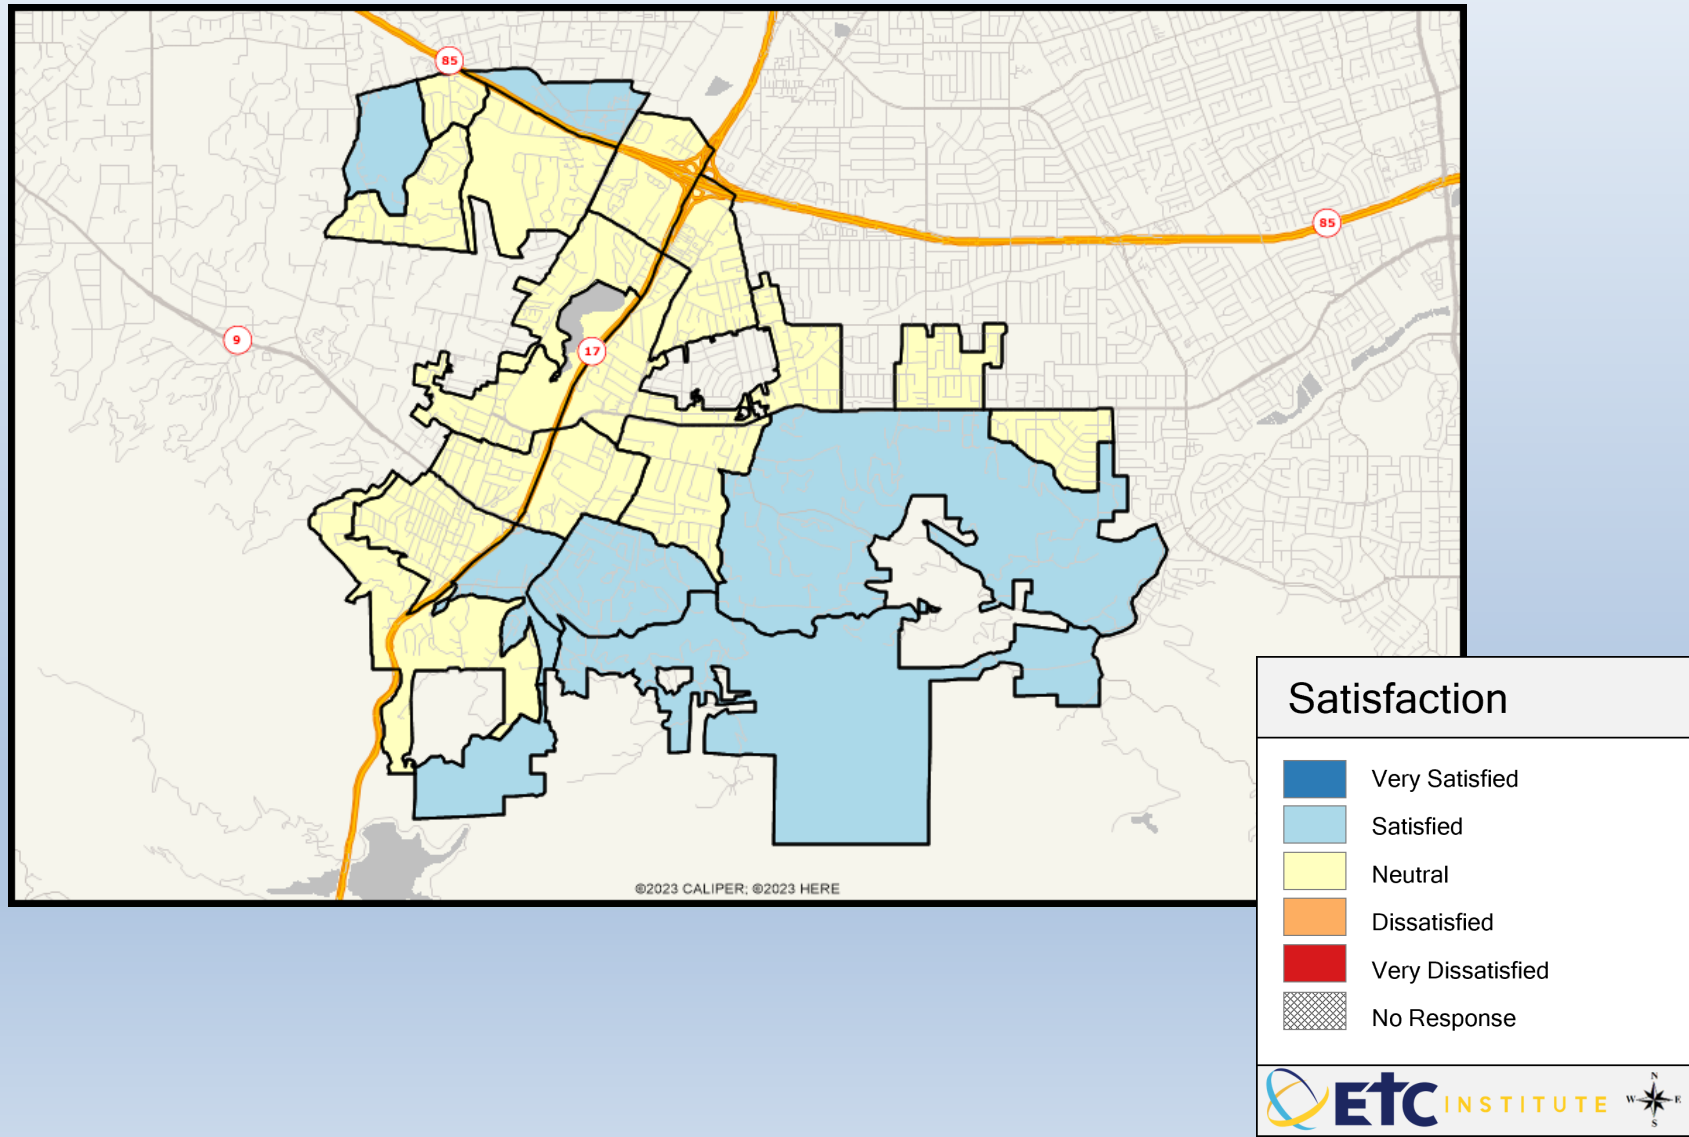 85
85
9
17
©2023 CALIPER; ©2023 HERE
Satisfaction
Very Satisfied
Satisfied
Neutral
Dissatisfied
Very Dissatisfied
No Response
ETC INSTITUTE
N
W E
S